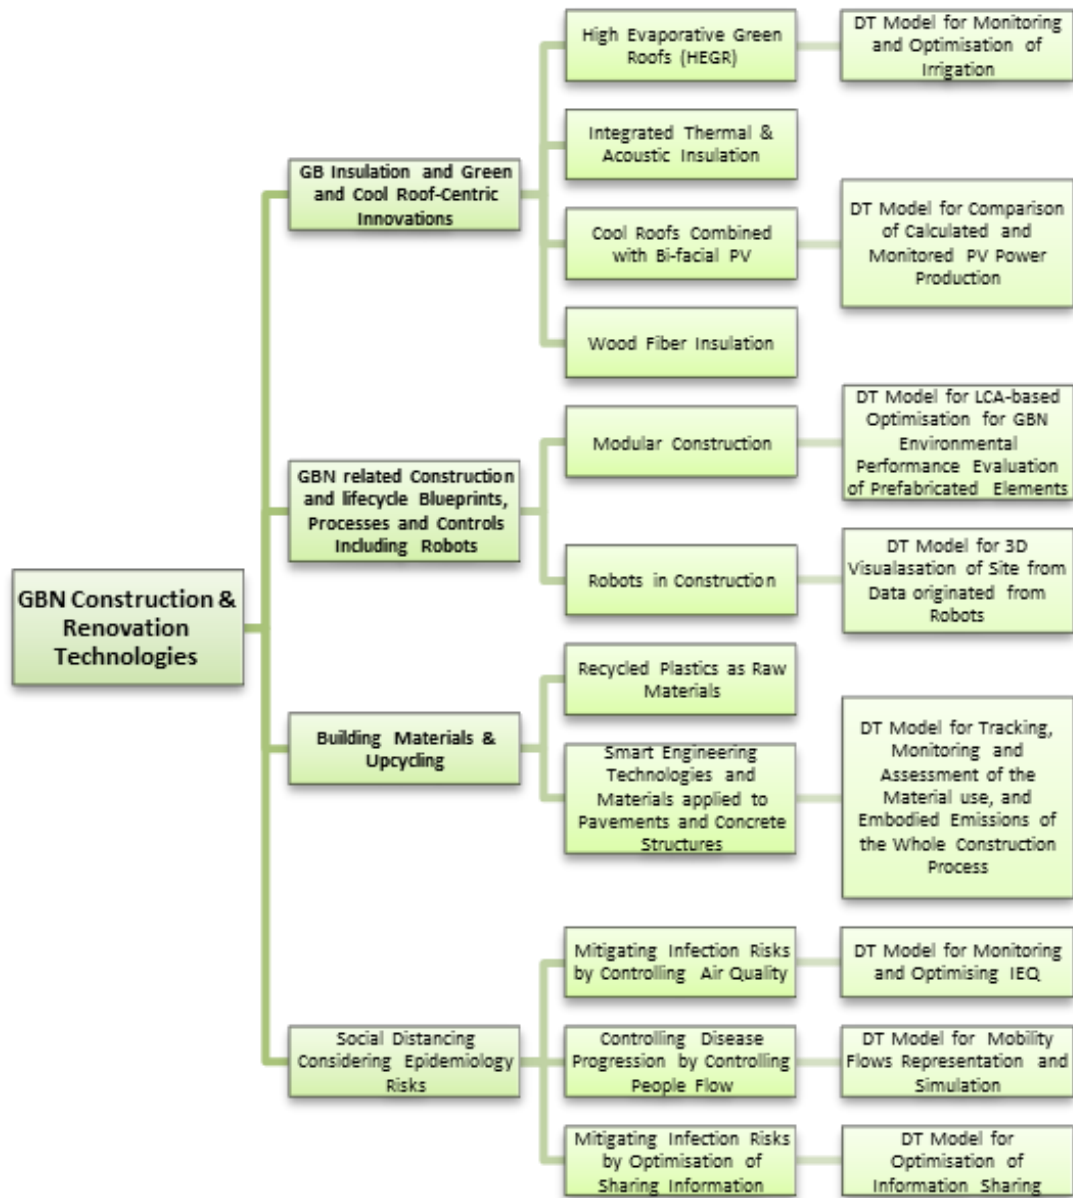 High Evaporative Green
Roofs (HEGR)
DT Model for Monitoring
and Optimisation of
Irrigation
Integrated Thermal &
Acoustic Insulation
GB Insulation and Green
and Cool Roof-Centric
Innovations
Cool Roofs Combined
with Bi-facial PV
DT Model for Comparison
of Calculated and
Monitored PV Power
Production
Wood Fiber Insulation
Modular Construction
DT Model for LCA-based
Optimisation for GBN
Environmental
Performance Evaluation
of Prefabricated Elements
GBN related Construction
and lifecycle Blueprints,
Processes and Controls
Including Robots
Robots in Construction
DT Model for 3D
Visualasation of Site from
Data originated from
Robots
GBN Construction &
Renovation
Technologies
Recycled Plastics as Raw
Materials
Building Materials &
Upcycling
Smart Engineering
Technologies and
Materials applied to
Pavements and Concrete
Structures
DT Model for Tracking,
Monitoring and
Assessment of the
Material use, and
Embodied Emissions of
the Whole Construction
Process
Mitigating Infection Risks
by Controlling Air Quality
DT Model for Monitoring
and Optimising IEQ
Social Distancing
Considering Epidemiology
Risks
Controlling Disease
Progression by Controlling
People Flow
DT Model for Mobility
Flows Representation and
Simulation
Mitigating Infection Risks
by Optimisation of
Sharing Information
DT Model for
Optimisation of
Information Sharing